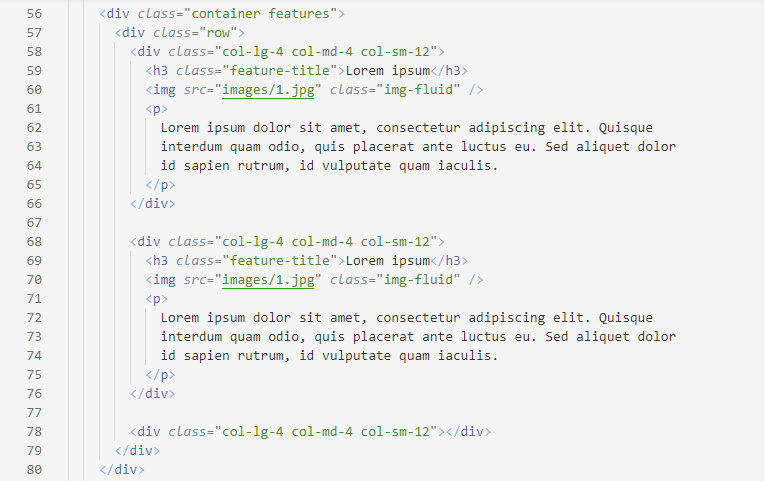 56 <div class="container features">
57 <div class="row">
58 <div class="col-lg-4 col-md-4 col-sm-12">
59 <h3 class="feature-title">Lorem ipsum</h3>
60 <img src="images/1.jpg" class="img-fluid" />
61 <p>
62 Lorem ipsum dolor sit amet, consectetur adipiscing elit. Quisque
63 interdum quam odio, quis placerat ante luctus eu. Sed aliquet dolor
64 id sapien rutrum, id vulputate quam iaculis.
65 </p>
66 </div>
67
68 <div class="col-lg-4 col-md-4 col-sm-12">
69 <h3 class="feature-title">Lorem ipsum</h3>
70 <img src="images/1.jpg" class="img-fluid" />
71 <p>
72 Lorem ipsum dolor sit amet, consectetur adipiscing elit. Quisque
73 interdum quam odio, quis placerat ante luctus eu. Sed aliquet dolor
74 id sapien rutrum, id vulputate quam iaculis.
75 </p>
76 </div>
77
78 <div class="col-lg-4 col-md-4 col-sm-12"></div>
79 </div>
80 </div>